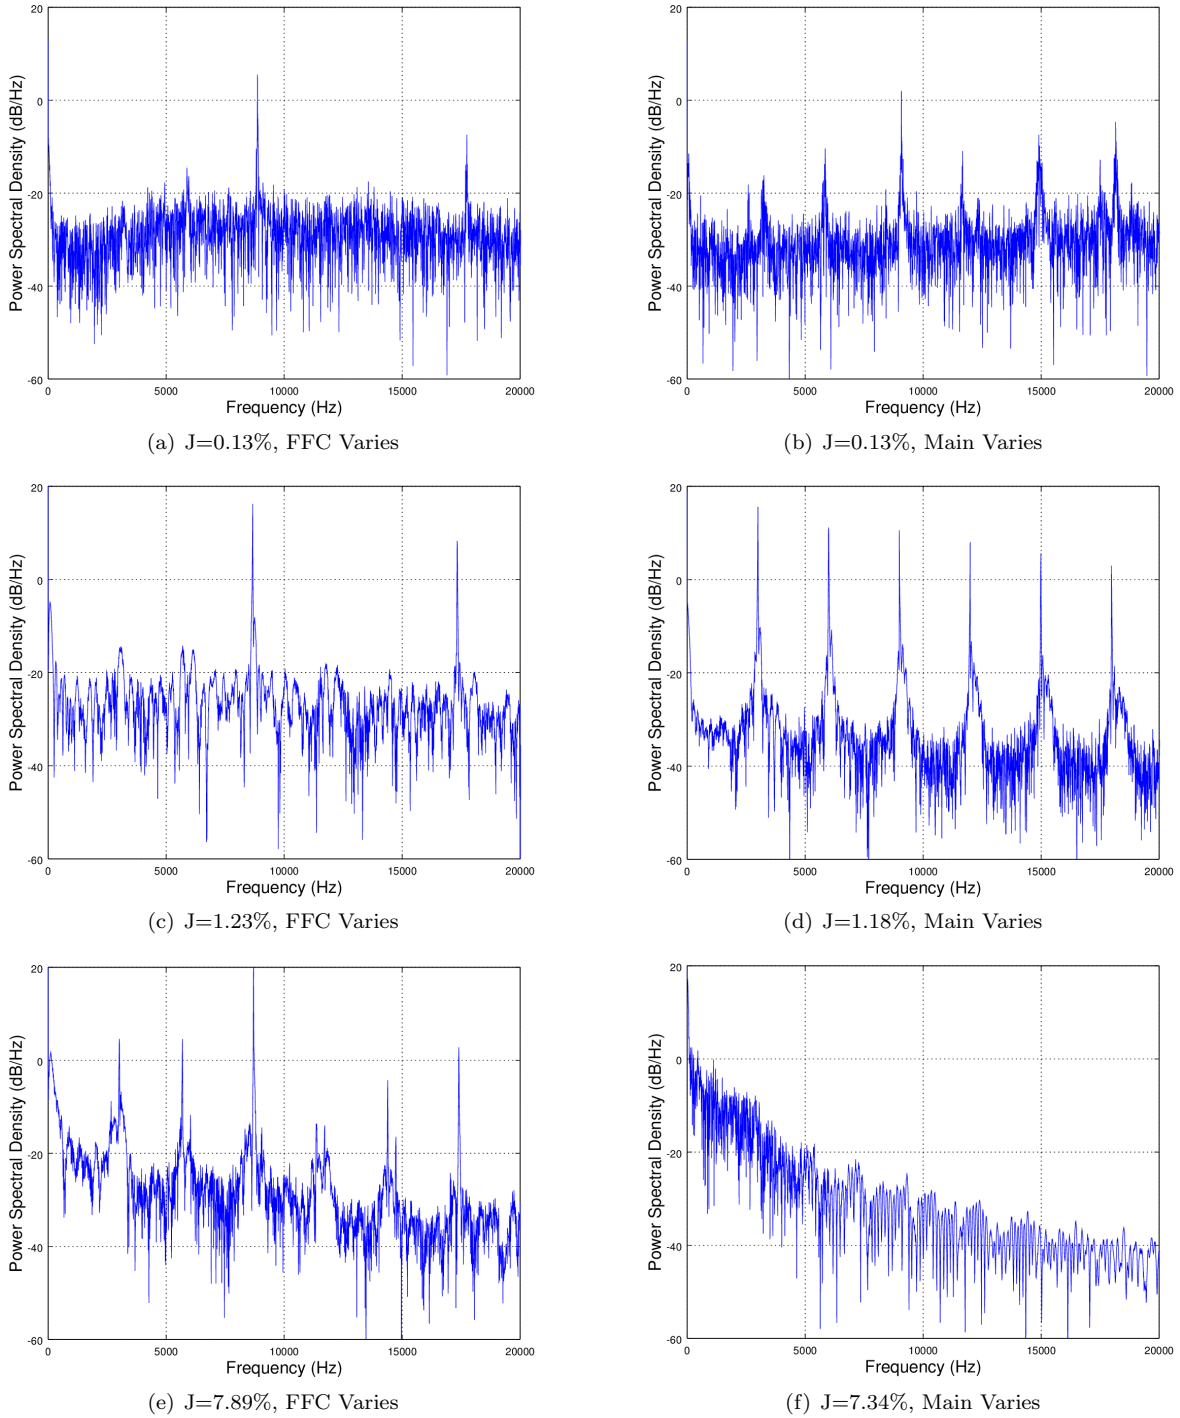 20
0
-20
-40
-60
Power Spectral Density (dB/Hz)
0 5000 10000 15000 20000
Frequency (Hz)
(a) J=0.13%, FFC Varies
20
0
-20
-40
-60
Power Spectral Density (dB/Hz)
0 5000 10000 15000 20000
Frequency (Hz)
(b) J=0.13%, Main Varies
20
0
-20
-40
-60
Power Spectral Density (dB/Hz)
0 5000 10000 15000 20000
Frequency (Hz)
(c) J=1.23%, FFC Varies
20
0
-20
-40
-60
Power Spectral Density (dB/Hz)
0 5000 10000 15000 20000
Frequency (Hz)
(d) J=1.18%, Main Varies
20
0
-20
-40
-60
Power Spectral Density (dB/Hz)
0 5000 10000 15000 20000
Frequency (Hz)
(e) J=7.89%, FFC Varies
20
0
-20
-40
-60
Power Spectral Density (dB/Hz)
0 5000 10000 15000 20000
Frequency (Hz)
(f) J=7.34%, Main Varies